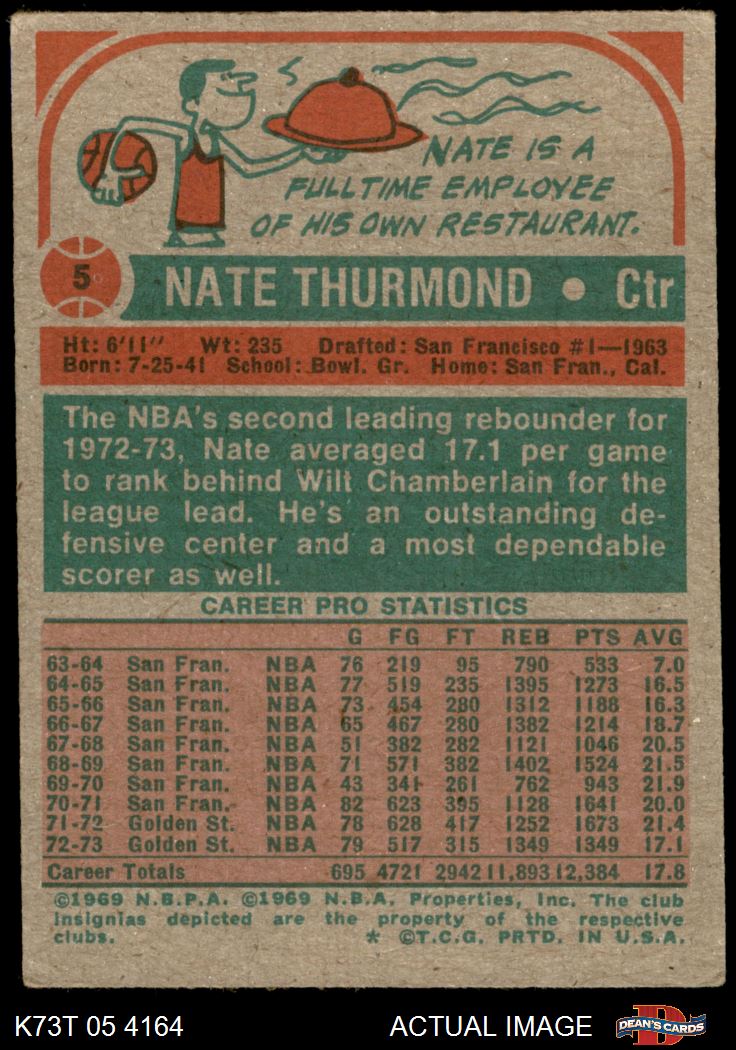 NATE IS A
FULLTIME EMPLOYEE
OF HIS OWN RESTAURANT.
5 NATE THURMOND • Ctr
Ht: 6'11" Wt: 235 Drafted: San Francisco #1—1963
Born: 7-25-41 School: Bowl. Gr. Home: San Fran., Cal.
The NBA's second leading rebounder for
1972-73, Nate averaged 17.1 per game
to rank behind Wilt Chamberlain for the
league lead. He's an outstanding de-
fensive center and a most dependable
scorer as well.
CAREER PRO STATISTICS
G FG FT REB PTS AVG
63-64 San Fran. NBA 76 219 95 790 533 7.0
64-65 San Fran. NBA 77 519 235 1395 1273 16.5
65-66 San Fran. NBA 73 454 280 1312 1188 16.3
66-67 San Fran. NBA 65 467 280 1382 1214 18.7
67-68 San Fran. NBA 51 382 282 1121 1046 20.5
68-69 San Fran. NBA 71 571 382 1402 1524 21.5
69-70 San Fran. NBA 43 341 261 762 943 21.9
70-71 San Fran. NBA 82 623 395 1128 1641 20.0
71-72 Golden St. NBA 78 628 417 1252 1673 21.4
72-73 Golden St. NBA 79 517 315 1349 1349 17.1
Career Totals 695 4721 2942 11,893 12,384 17.8
©1969 N.B.P.A. ©1969 N.B.A. Properties, Inc. The club
insignias depicted are the property of the respective
clubs. * ©T.C.G. PRTD. IN U.S.A.
K73T 05 4164 ACTUAL IMAGE DEAN'S CARDS